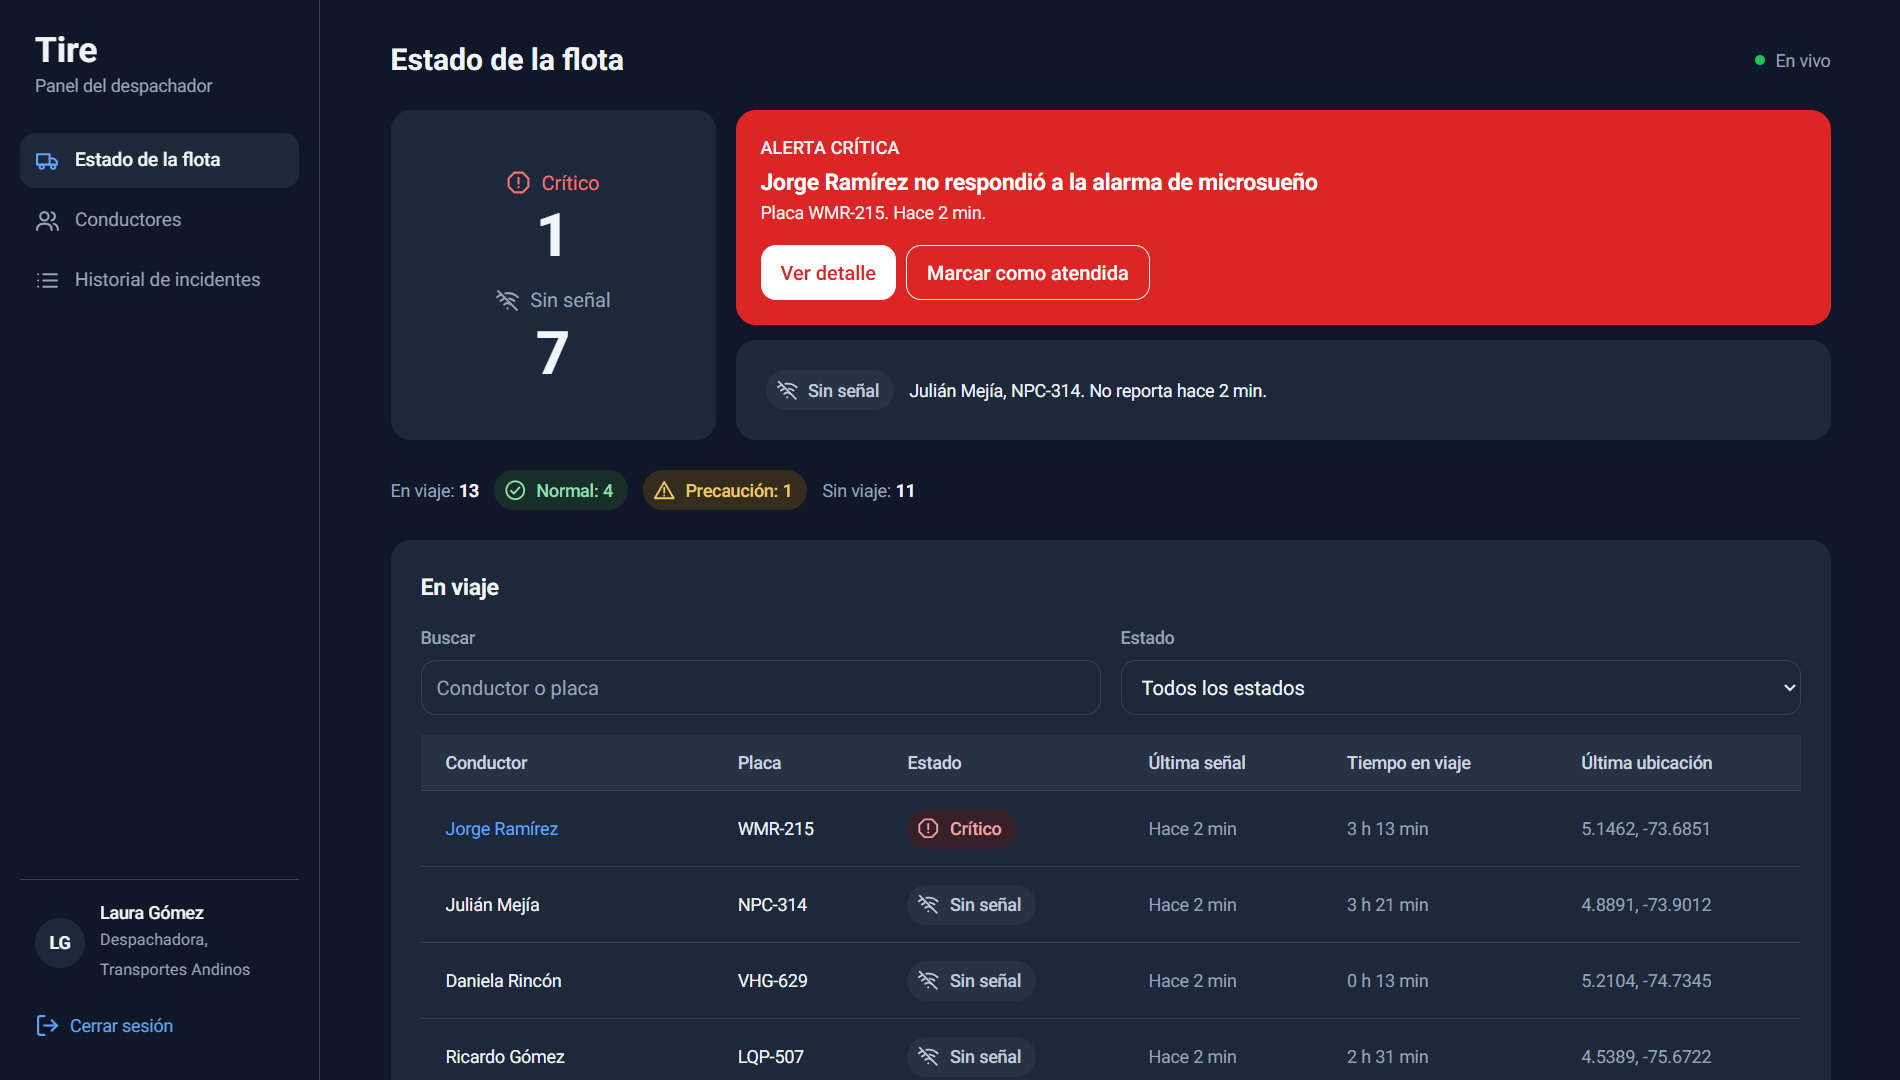 Tire
Panel del despachador
Estado de la flota
Conductores
Historial de incidentes
Laura Gómez
LG
Despachadora,
Transportes Andinos
Cerrar sesión
Estado de la flota
En vivo
Crítico
1
Sin señal
7
ALERTA CRÍTICA
Jorge Ramírez no respondió a la alarma de microsueño
Placa WMR-215. Hace 2 min.
Ver detalle
Marcar como atendida
Sin señal
Julián Mejía, NPC-314. No reporta hace 2 min.
En viaje: 13
Normal: 4
Precaución: 1
Sin viaje: 11
En viaje
Buscar
Estado
Conductor o placa
Todos los estados
Conductor Placa Estado Última señal Tiempo en viaje Última ubicación
Jorge Ramírez WMR-215 Crítico Hace 2 min 3 h 13 min 5.1462, -73.6851
Julián Mejía NPC-314 Sin señal Hace 2 min 3 h 21 min 4.8891, -73.9012
Daniela Rincón VHG-629 Sin señal Hace 2 min 0 h 13 min 5.2104, -74.7345
Ricardo Gómez LQP-507 Sin señal Hace 2 min 2 h 31 min 4.5389, -75.6722